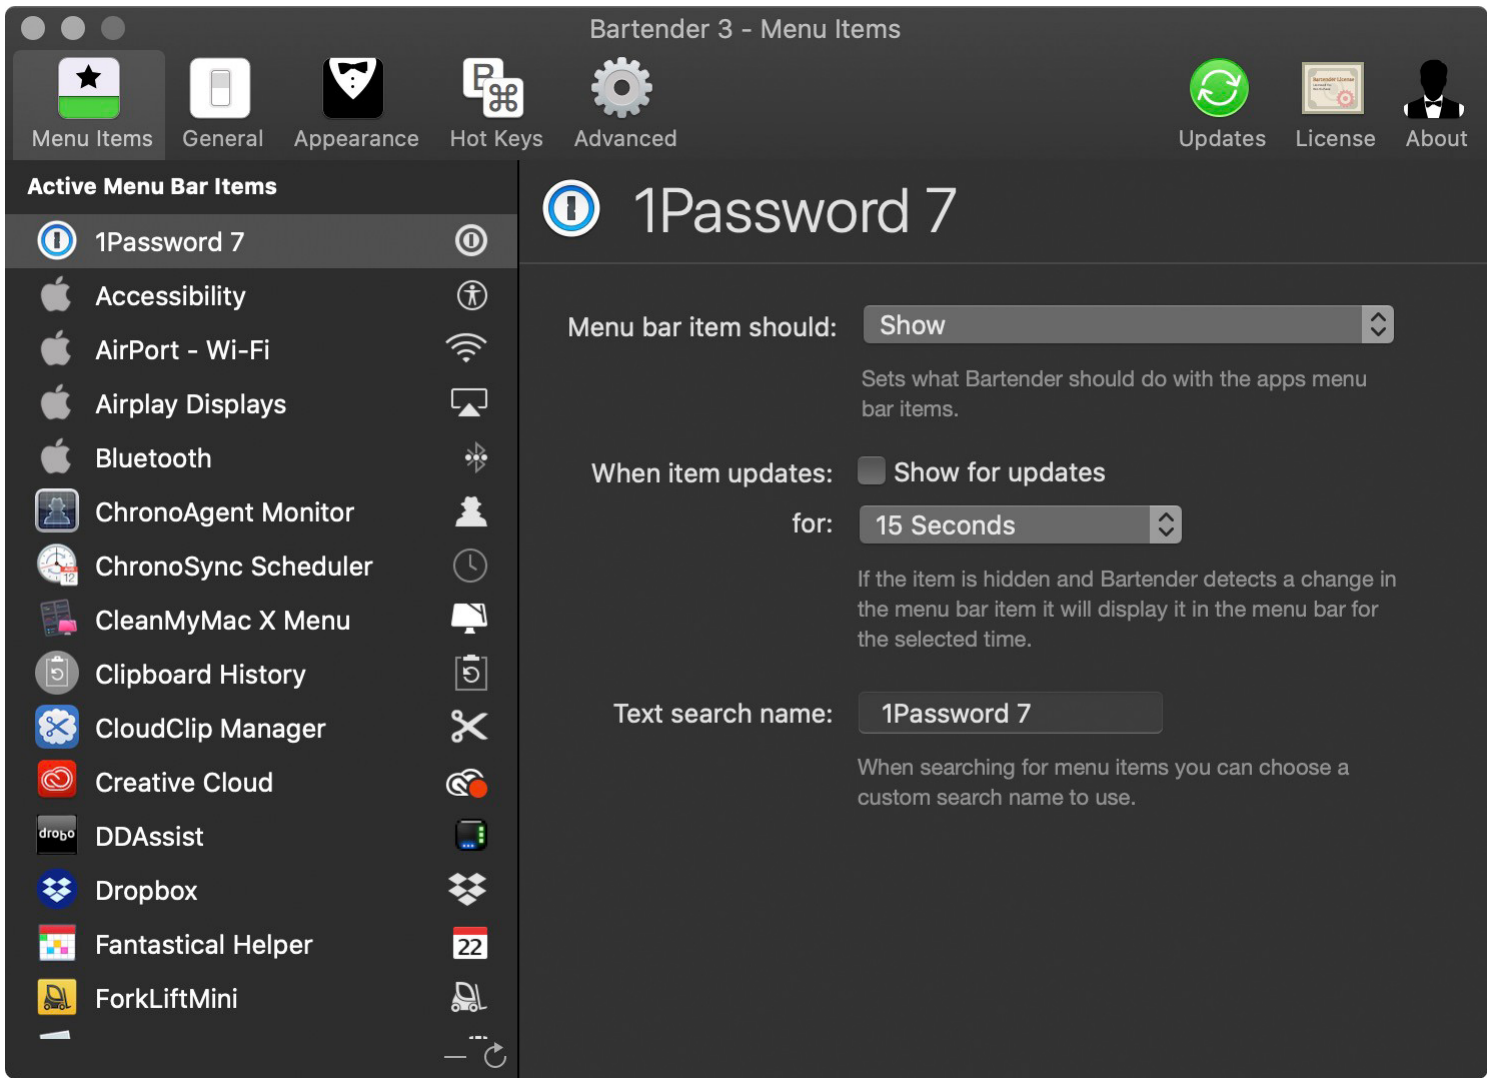 Bartender 3 - Menu Items
Menu Items
General
Appearance
Hot Keys
Advanced
Updates
License
About
Active Menu Bar Items
1Password 7
Accessibility
AirPort - Wi-Fi
Airplay Displays
Bluetooth
ChronoAgent Monitor
ChronoSync Scheduler
CleanMyMac X Menu
Clipboard History
CloudClip Manager
Creative Cloud
drobo
DDAssist
Dropbox
Fantastical Helper
22
ForkLiftMini
1Password 7
Menu bar item should:
Show
Sets what Bartender should do with the apps menu
bar items.
When item updates:
Show for updates
for:
15 Seconds
If the item is hidden and Bartender detects a change in
the menu bar item it will display it in the menu bar for
the selected time.
Text search name:
1Password 7
When searching for menu items you can choose a
custom search name to use.